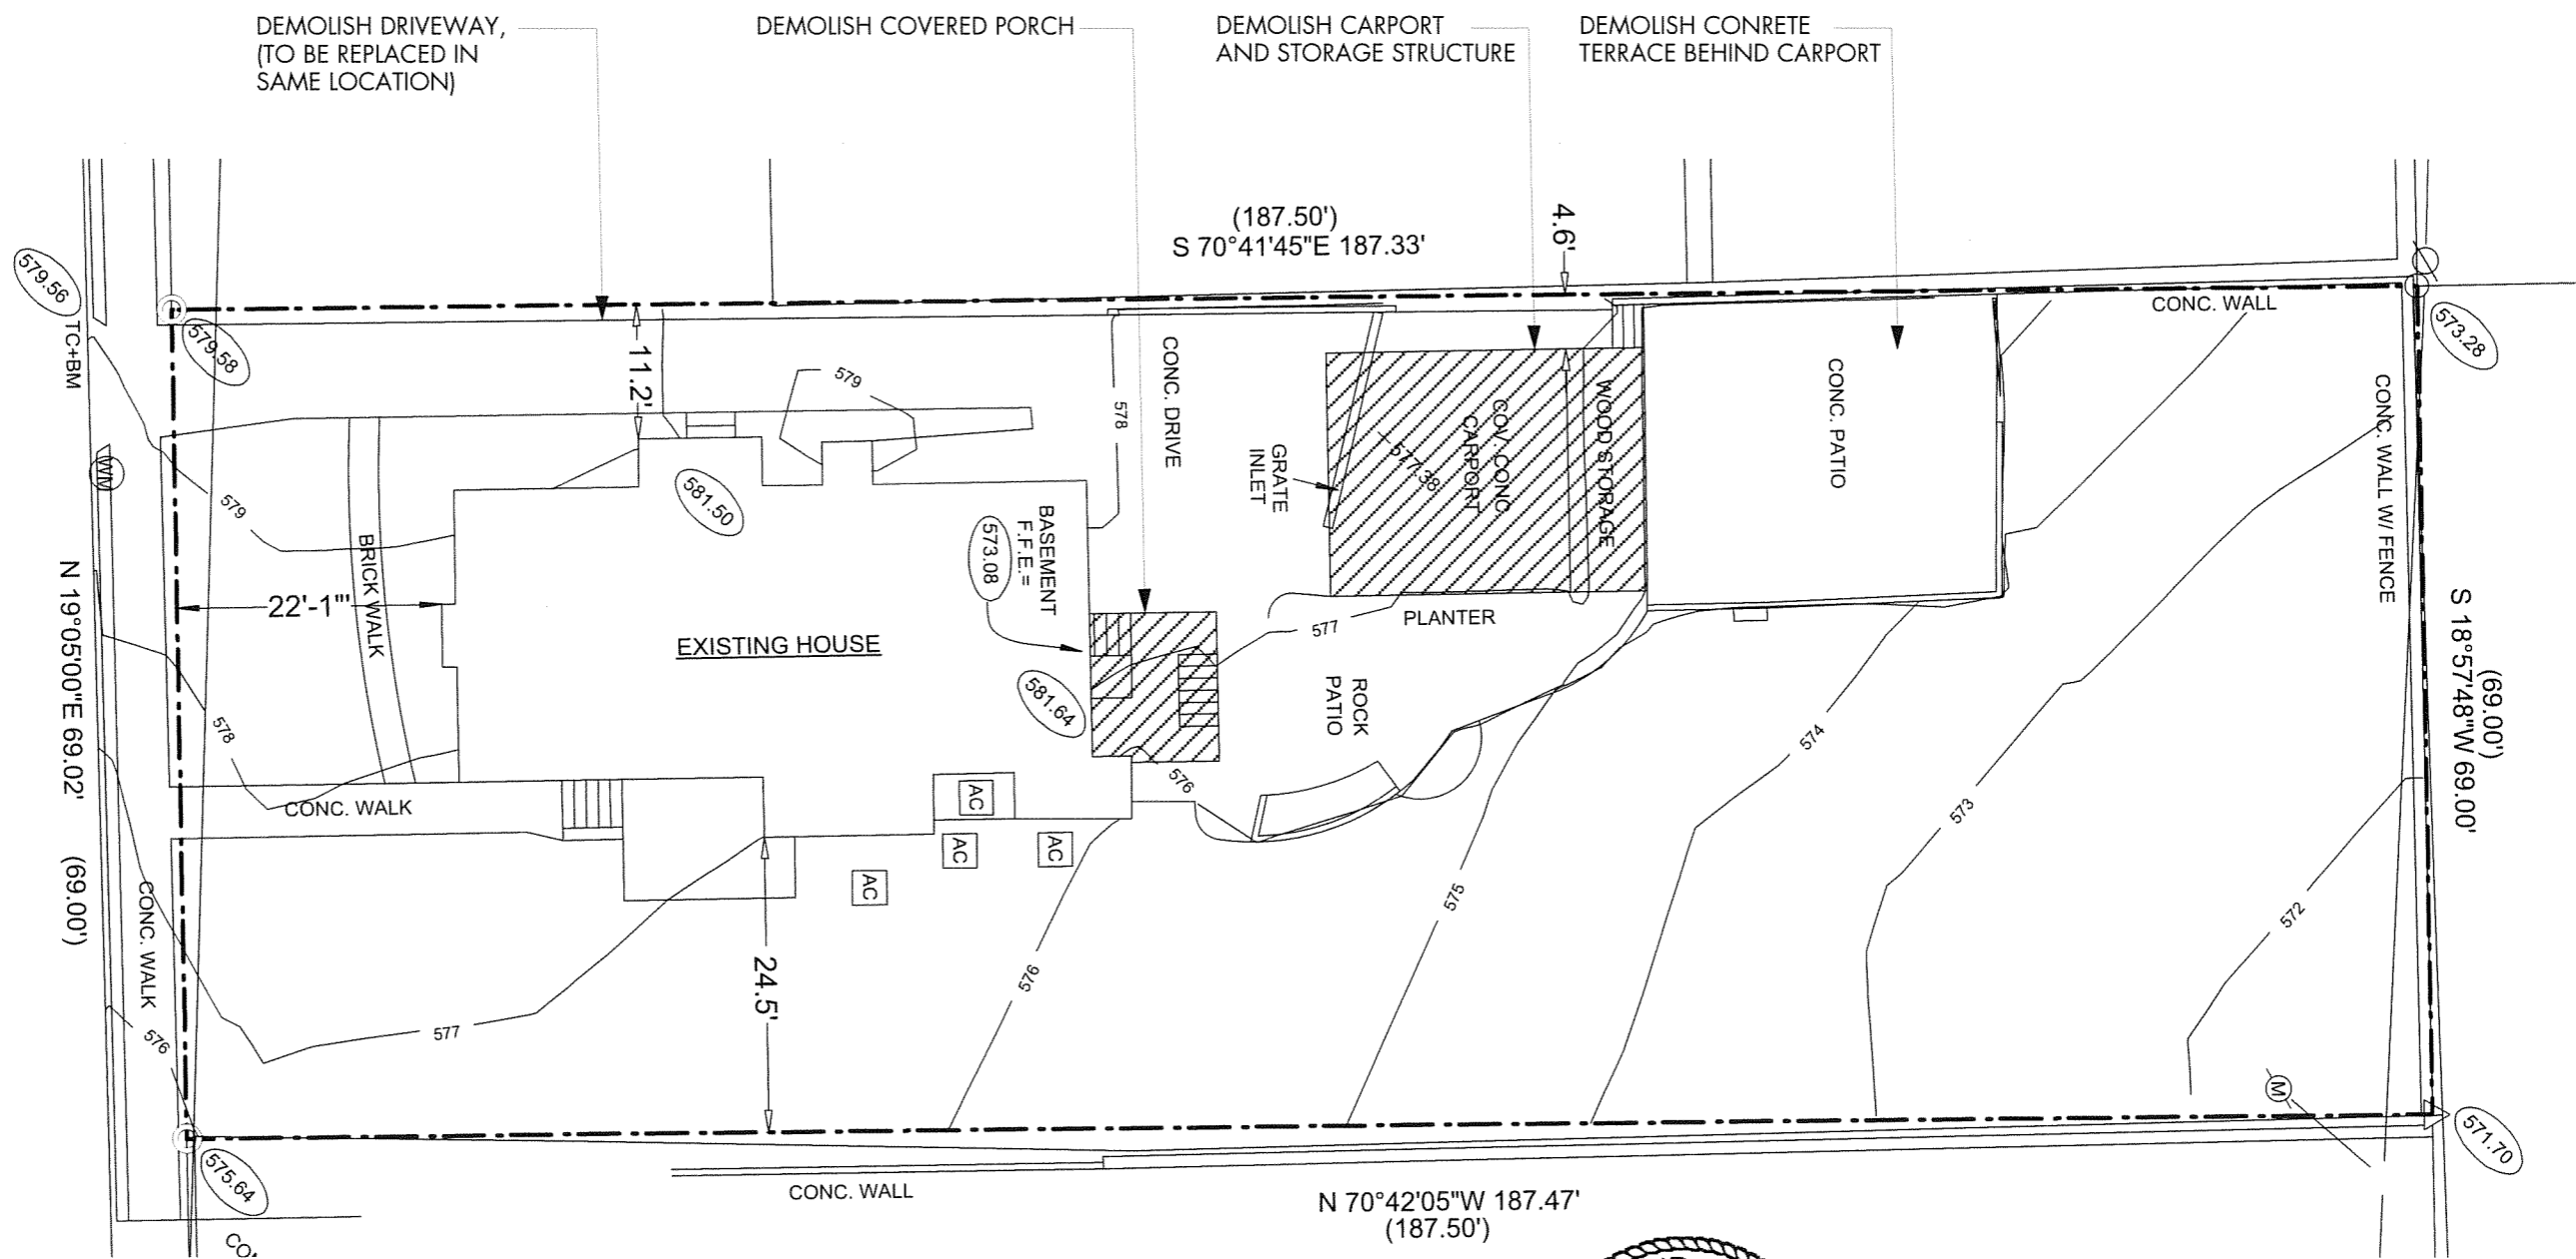 DEMOLISH DRIVEWAY,
(TO BE REPLACED IN
SAME LOCATION)
DEMOLISH COVERED PORCH
DEMOLISH CARPORT
AND STORAGE STRUCTURE
DEMOLISH CONRETE
TERRACE BEHIND CARPORT
(187.50')
S 70°41'45"E 187.33'
4.6'
579.56
TC+BM
579.58
573.28
CONC. WALL
11.2'
579
578
CONC. DRIVE
GRATE
INLET
577.38
COV. CONC
CARPORT
WOOD STORAGE
CONC. PATIO
CONC. WALL W/ FENCE
WM
579
581.50
BASEMENT
F.F.E.=
573.08
BRICK WALK
22'-1"'
EXISTING HOUSE
581.64
577
PLANTER
ROCK
PATIO
N 19°05'00"E 69.02'
(69.00')
S 18°57'48"W 69.00'
(69.00')
578
576
574
573
572
CONC. WALK
AC
AC
AC
AC
CONC. WALK
575
576
24.5'
577
576
M
575.64
571.70
CONC. WALL
N 70°42'05"W 187.47'
(187.50')